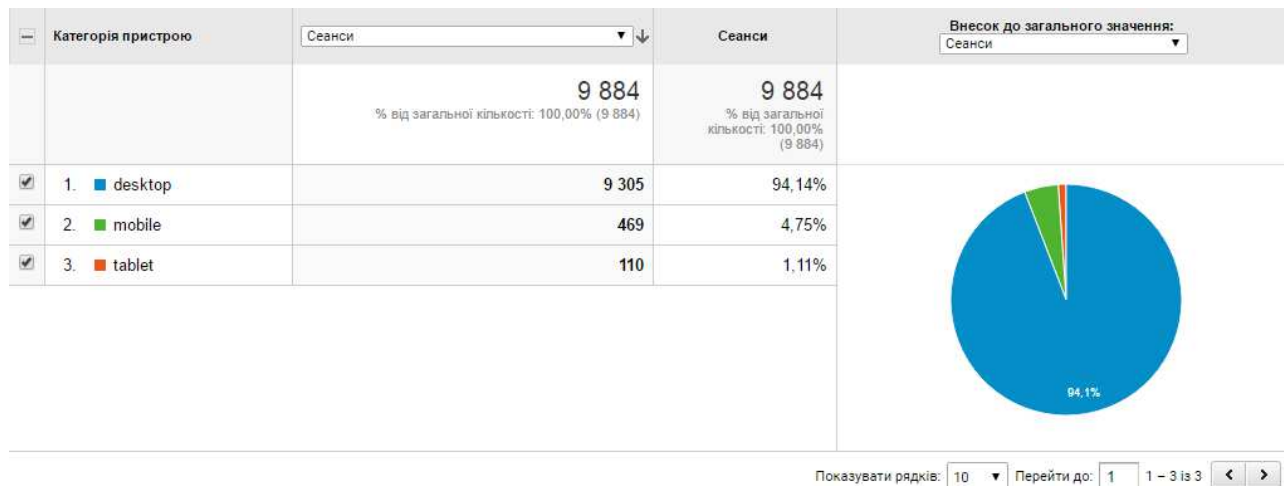 Категорія пристрою
Сеанси
Сеанси
Внесок до загального значення:
Сеанси
9 884
% від загальної кількості: 100,00% (9 884)
9 884
% від загальної
кількості: 100,00%
(9 884)
1. desktop 9 305 94,14%
2. mobile 469 4,75%
3. tablet 110 1,11%
94,1%
Показувати рядків: 10 Перейти до: 1 1 – 3 із 3